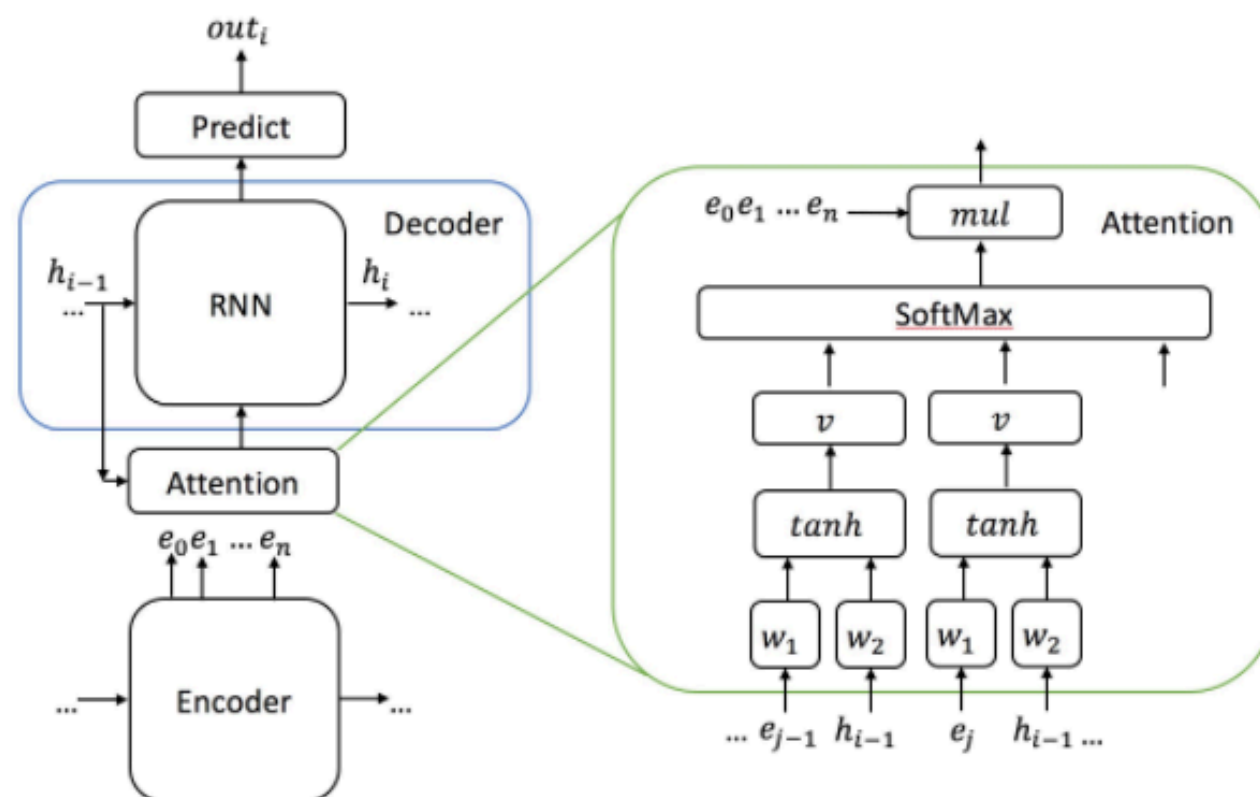 out_i
Predict
Decoder
h_{i-1}
h_i
...
RNN
...
Attention
e_0 e_1 ... e_n
...
Encoder
...
e_0 e_1 ... e_n
mul
Attention
SoftMax
v
v
tanh
tanh
w_1
w_2
w_1
w_2
... e_{j-1}
h_{i-1}
e_j
h_{i-1} ...